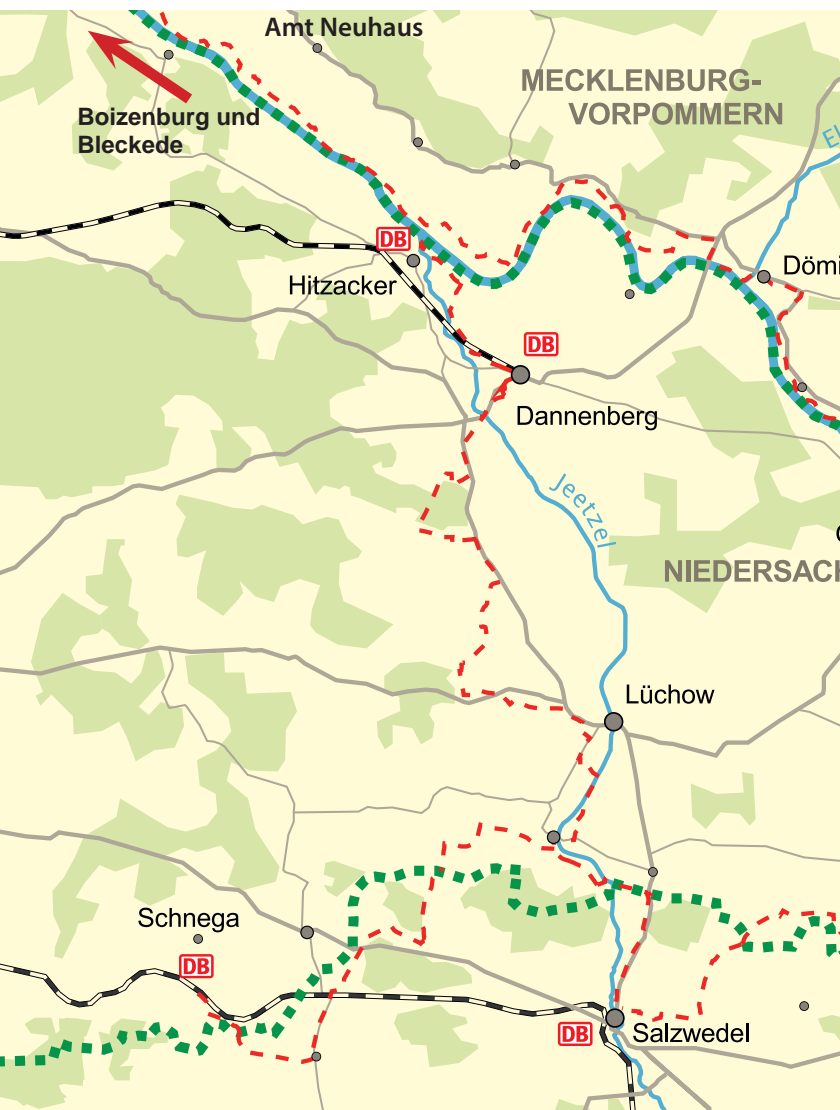 Amt Neuhaus
MECKLENBURG-
VORPOMMERN
Boizenburg und
Bleckede
DB
Hitzacker
DB
Dannenberg
Jeetzel
Lüchow
Schnega
DB
DB
Salzwedel